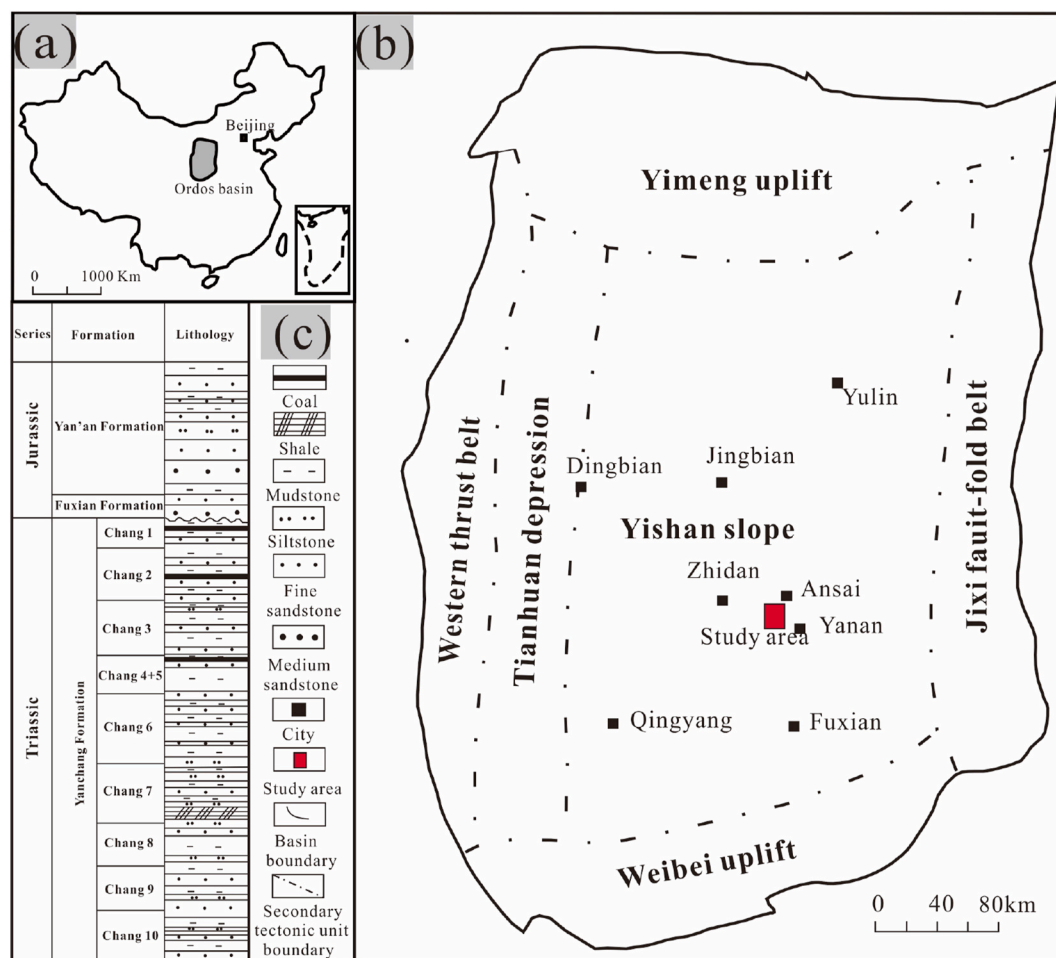 (a)
Beijing
Ordos basin
0 1000 Km
(b)
Yimeng uplift
Western thrust belt
Tianhuan depression
Yishan slope
Jixi fauit-fold belt
Weibei uplift
Yulin
Dingbian
Jingbian
Zhidan
Ansai
Study area
Yanan
Qingyang
Fuxian
0 40 80km
Series Formation Lithology
Jurassic
Yan'an Formation
Fuxian Formation
Triassic
Yanchang Formation
Chang 1
Chang 2
Chang 3
Chang 4+5
Chang 6
Chang 7
Chang 8
Chang 9
Chang 10
(c)
Coal
Shale
Mudstone
Siltstone
Fine
sandstone
Medium
sandstone
City
Study area
Basin
boundary
Secondary
tectonic unit
boundary